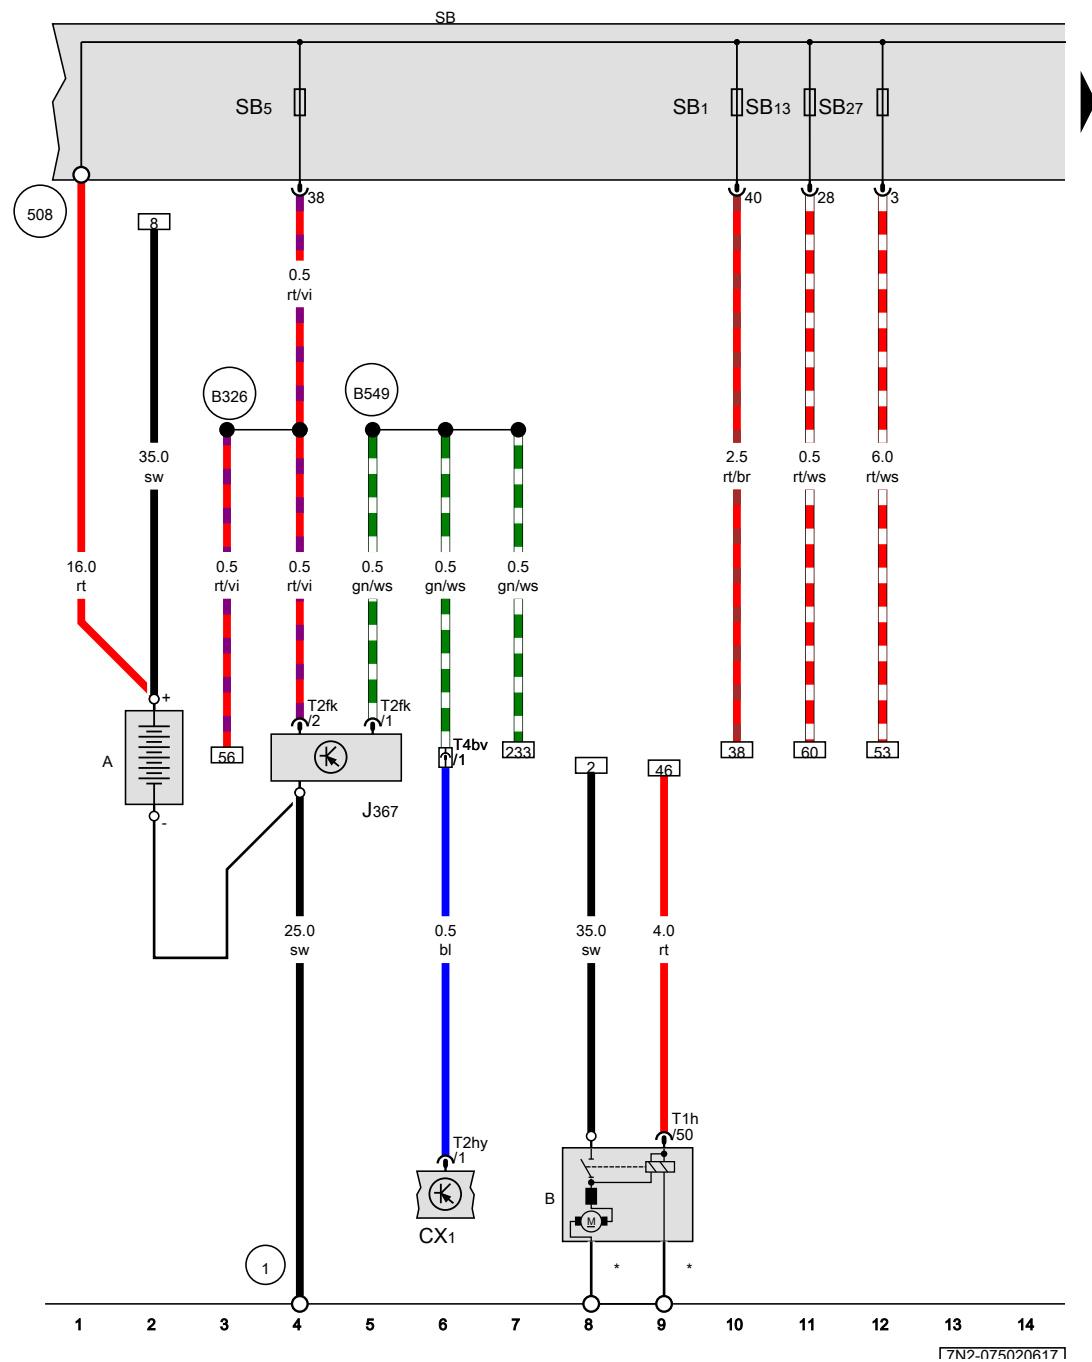 SB
SB5
SB1
SB13
SB27
508
8
38
40
28
3
0.5
rt/vi
B326
B549
35.0
sw
2.5
rt/br
0.5
rt/ws
6.0
rt/ws
16.0
rt
0.5
rt/vi
0.5
rt/vi
0.5
gn/ws
0.5
gn/ws
0.5
gn/ws
+
T2fk
/2
T2fk
/1
T4bv
/1
A
56
233
38
60
53
2
46
-
J367
25.0
sw
0.5
bl
35.0
sw
4.0
rt
T2hy
/1
T1h
/50
B
M
CX1
1
*
*
1 2 3 4 5 6 7 8 9 10 11 12 13 14
7N2-075020617